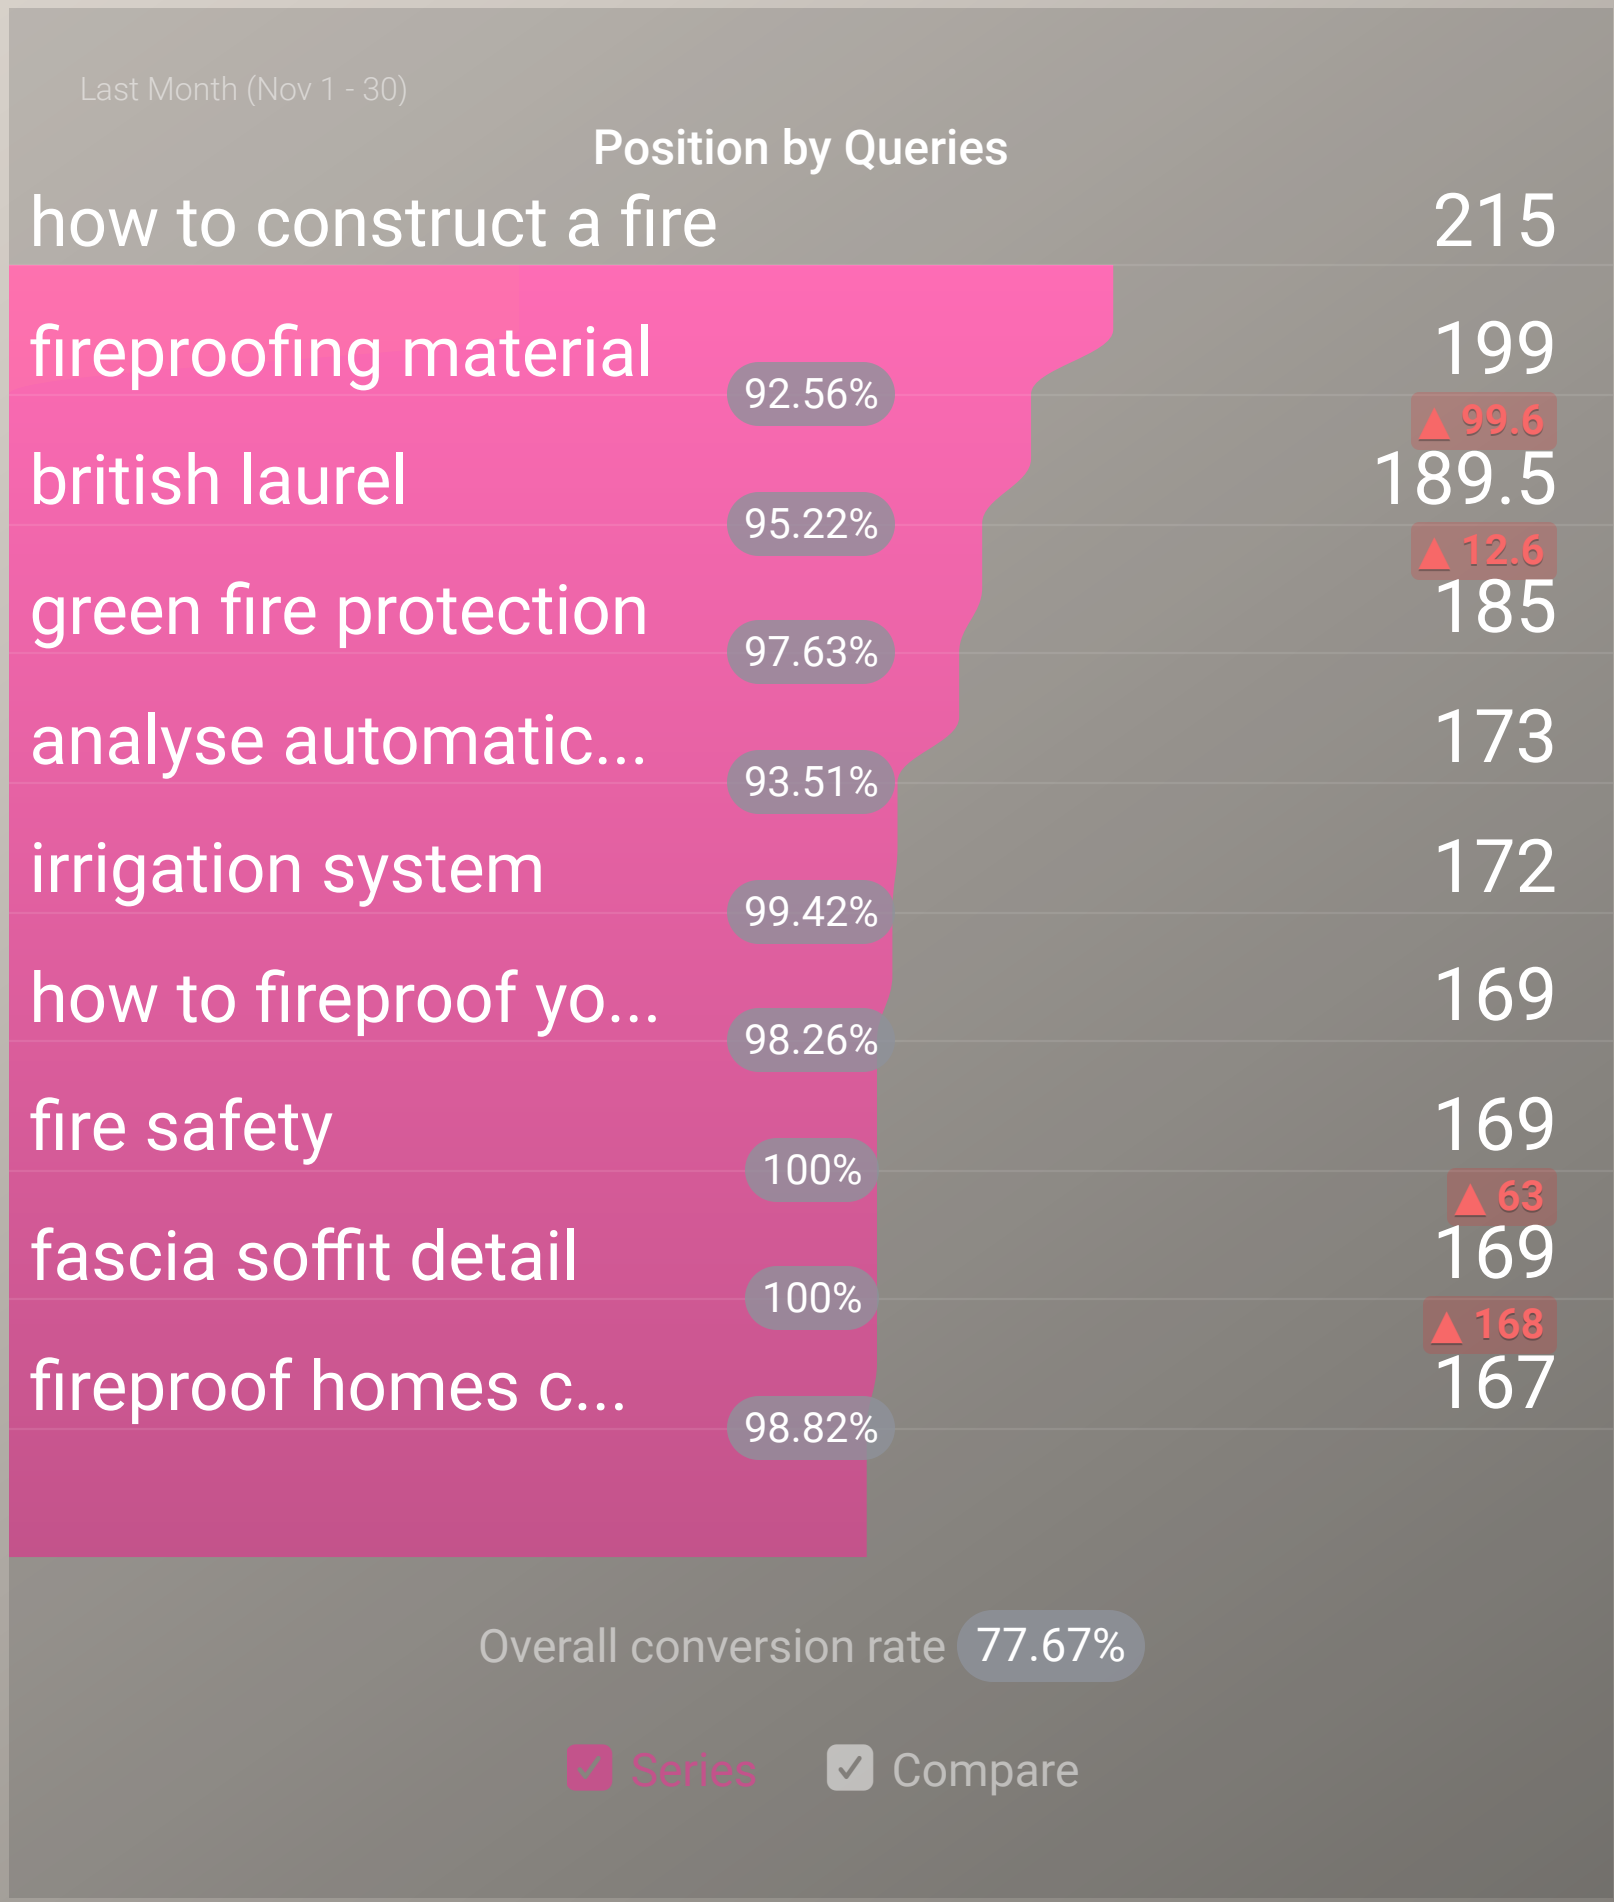 Last Month (Nov 1 - 30)
Position by Queries
how to construct a fire 215
fireproofing material 199
92.56% ▲ 99.6
british laurel 189.5
95.22% ▲ 12.6
green fire protection 185
97.63%
analyse automatic... 173
93.51%
irrigation system 172
99.42%
how to fireproof yo... 169
98.26%
fire safety 169
100% ▲ 63
fascia soffit detail 169
100% ▲ 168
fireproof homes c... 167
98.82%
Overall conversion rate 77.67%
Series Compare